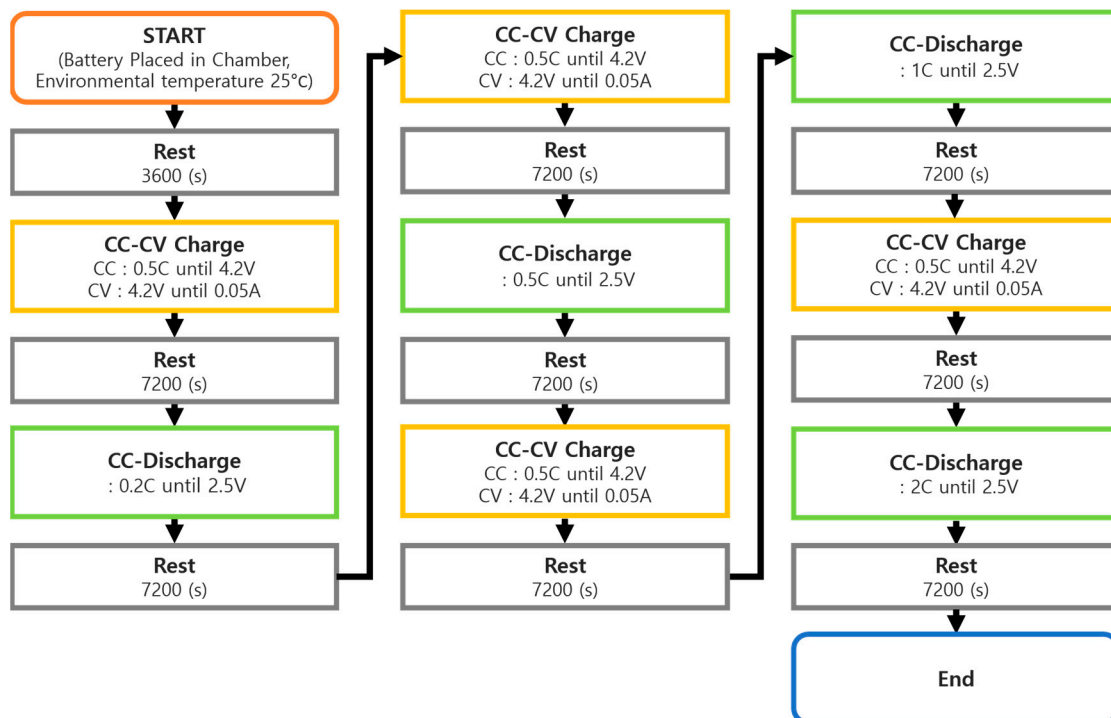 START
(Battery Placed in Chamber,
Environmental temperature 25°c)
Rest
3600 (s)
CC-CV Charge
CC : 0.5C until 4.2V
CV : 4.2V until 0.05A
Rest
7200 (s)
CC-Discharge
: 0.2C until 2.5V
Rest
7200 (s)
CC-CV Charge
CC : 0.5C until 4.2V
CV : 4.2V until 0.05A
Rest
7200 (s)
CC-Discharge
: 0.5C until 2.5V
Rest
7200 (s)
CC-CV Charge
CC : 0.5C until 4.2V
CV : 4.2V until 0.05A
Rest
7200 (s)
CC-Discharge
: 1C until 2.5V
Rest
7200 (s)
CC-CV Charge
CC : 0.5C until 4.2V
CV : 4.2V until 0.05A
Rest
7200 (s)
CC-Discharge
: 2C until 2.5V
Rest
7200 (s)
End